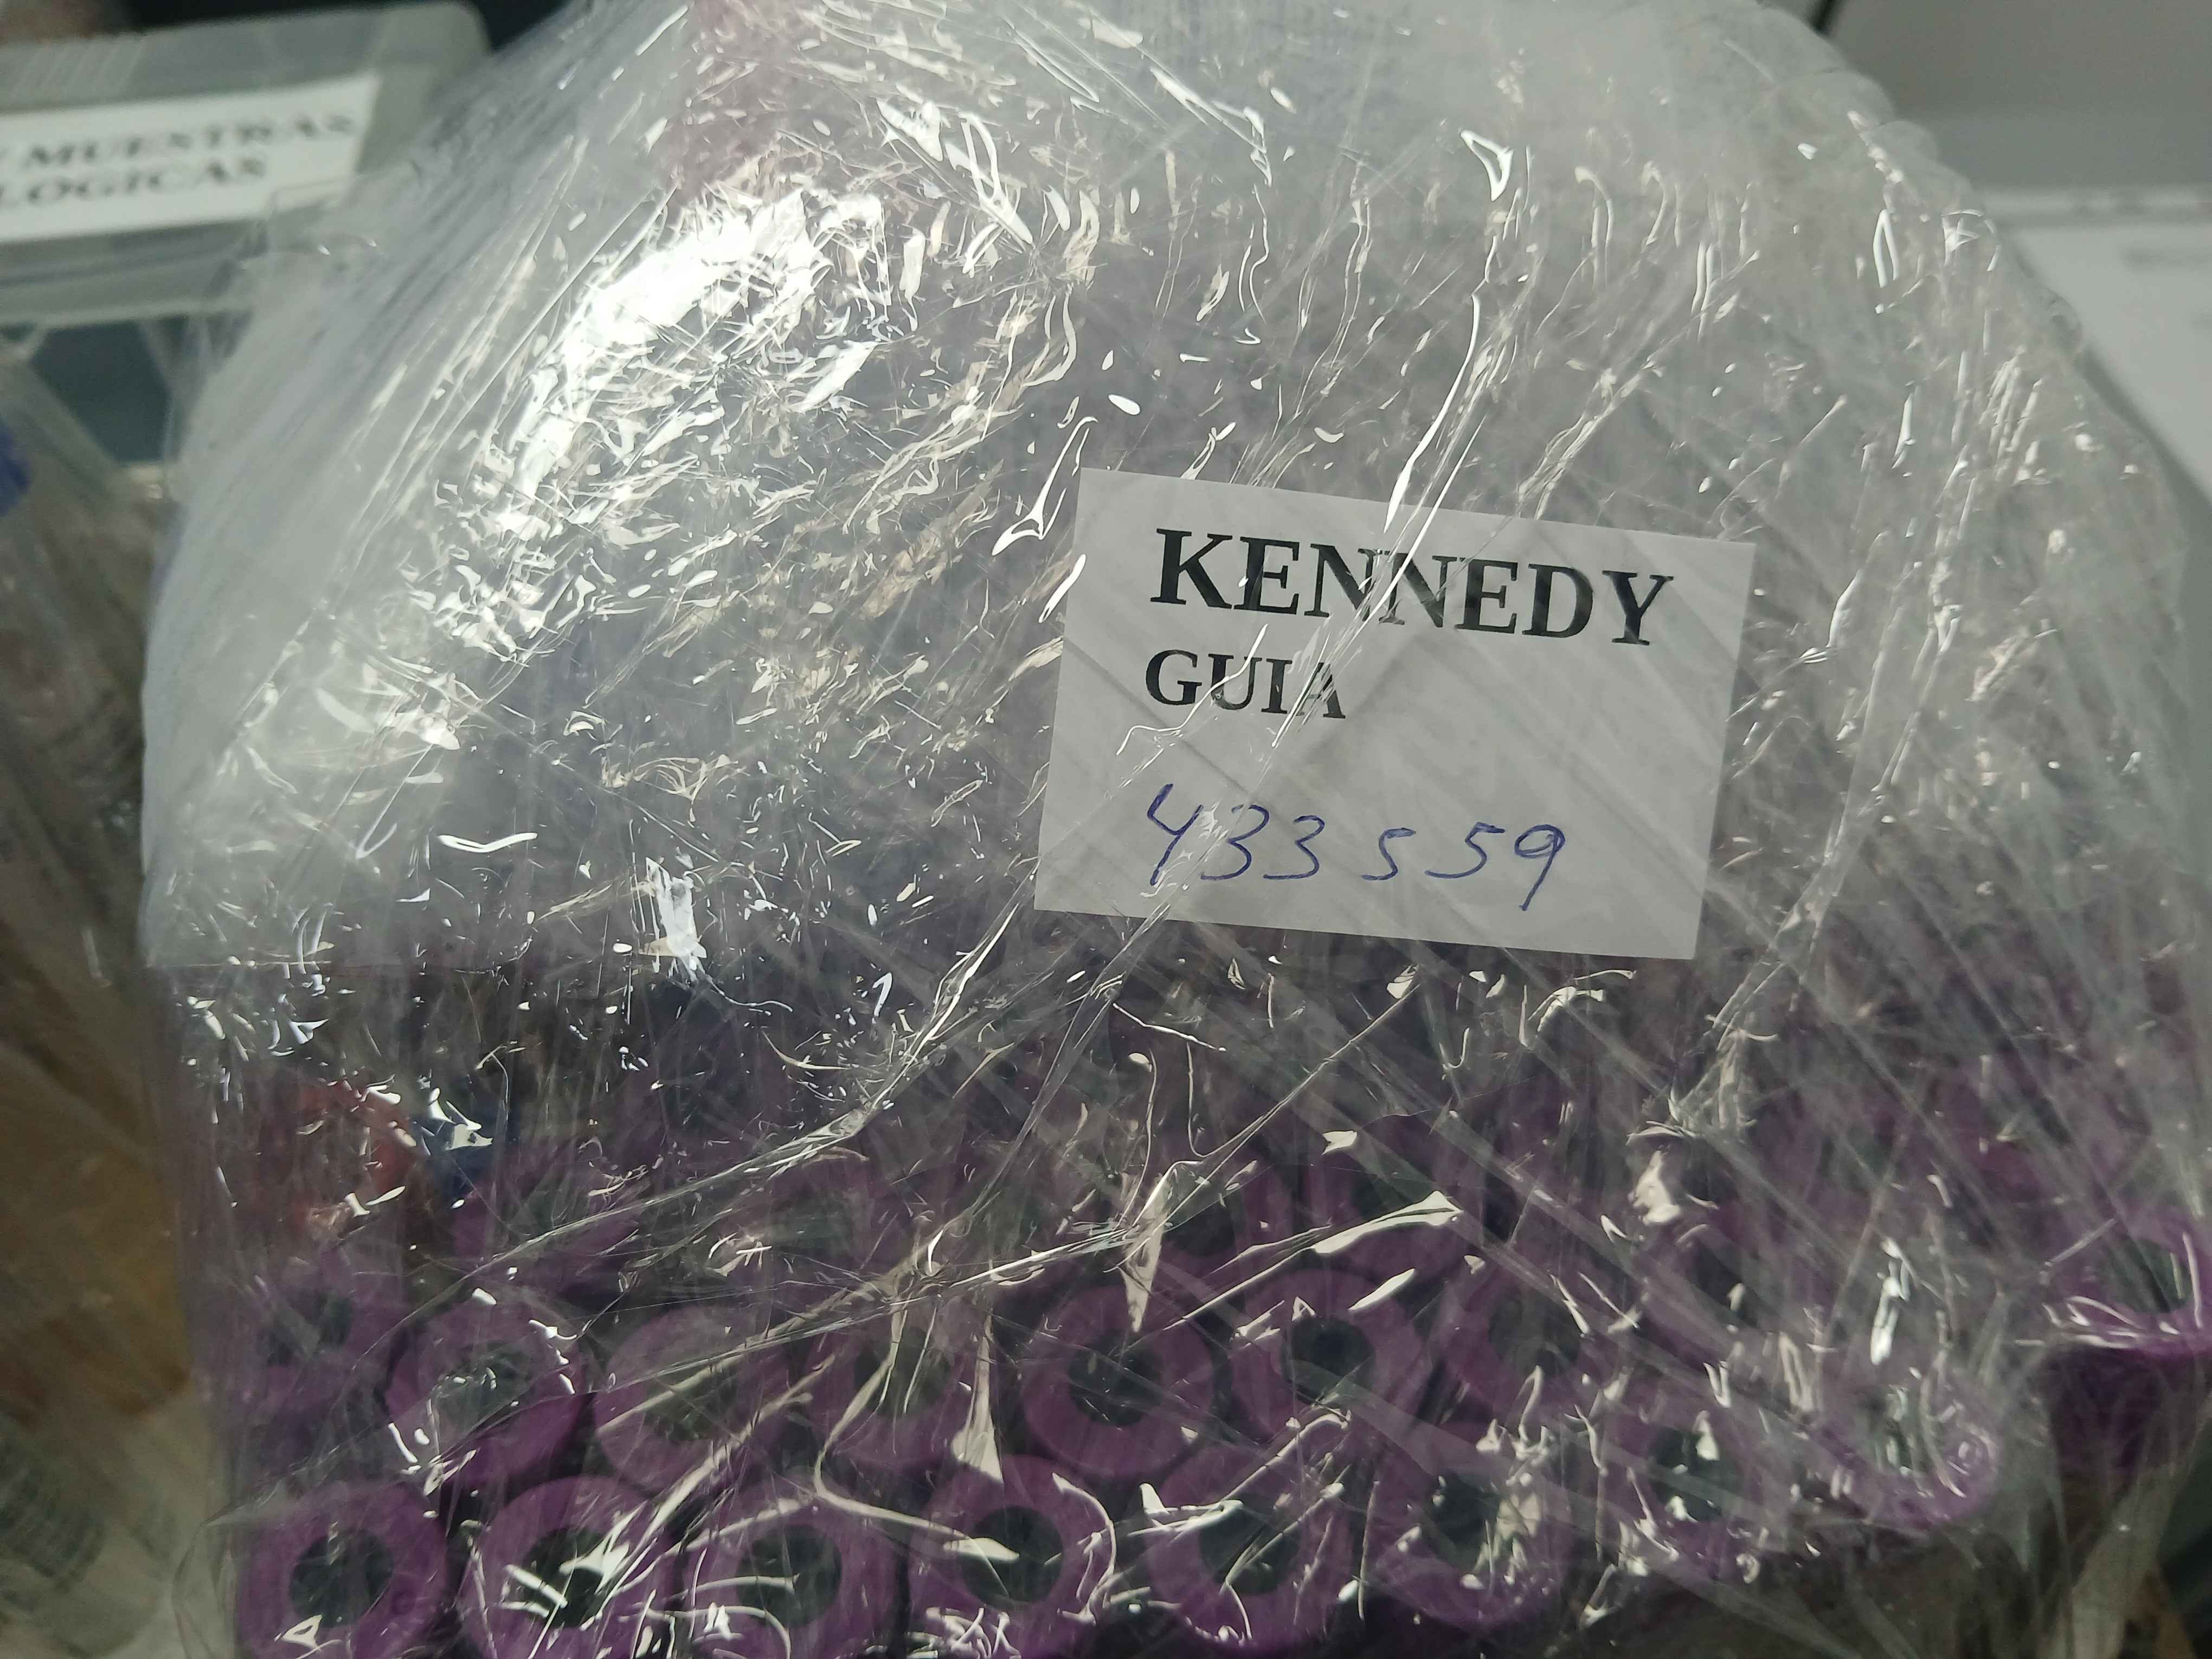 MUESTRAS
LOGICAS
KENNEDY
GUIA
433559